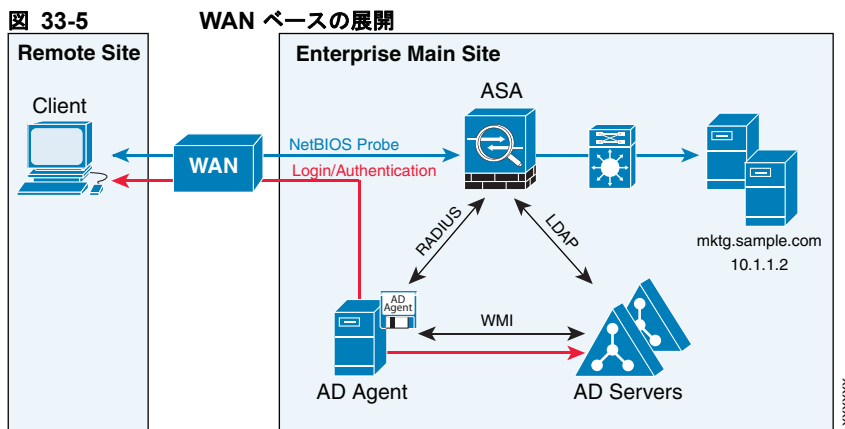 図 33-5 WAN ベースの展開
Remote Site
Enterprise Main Site
Client
ASA
WAN
NetBIOS Probe
Login/Authentication
mktg.sample.com
10.1.1.2
RADIUS
LDAP
AD
Agent
WMI
AD Agent
AD Servers